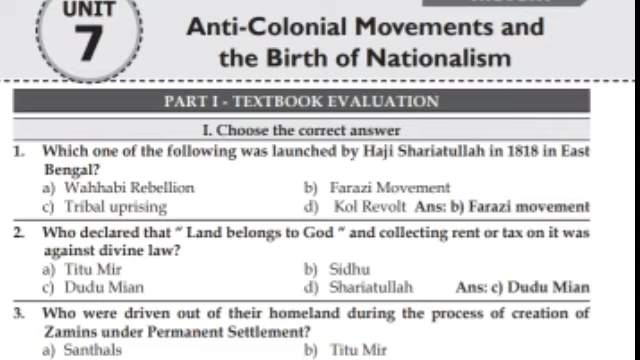 UNIT
7
Anti-Colonial Movements and
the Birth of Nationalism
PART I - TEXTBOOK EVALUATION
I. Choose the correct answer
1. Which one of the following was launched by Haji Shariatullah in 1818 in East
Bengal?
a) Wahhabi Rebellion b) Farazi Movement
c) Tribal uprising d) Kol Revolt Ans: b) Farazi movement
2. Who declared that " Land belongs to God " and collecting rent or tax on it was
against divine law?
a) Titu Mir b) Sidhu
c) Dudu Mian d) Shariatullah Ans: c) Dudu Mian
3. Who were driven out of their homeland during the process of creation of
Zamins under Permanent Settlement?
a) Santhals b) Titu Mir